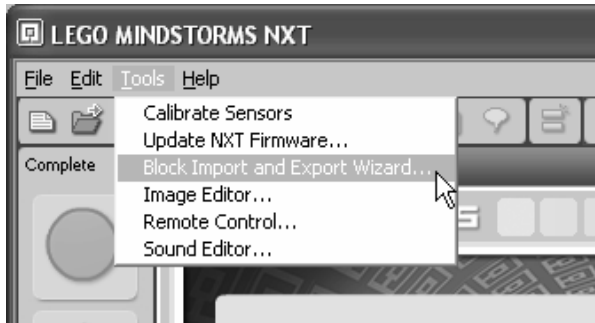 LEGO MINDSTORMS NXT
File Edit Tools Help
Calibrate Sensors
Update NXT Firmware...
Complete
Block Import and Export Wizard...
Image Editor...
Remote Control...
Sound Editor...